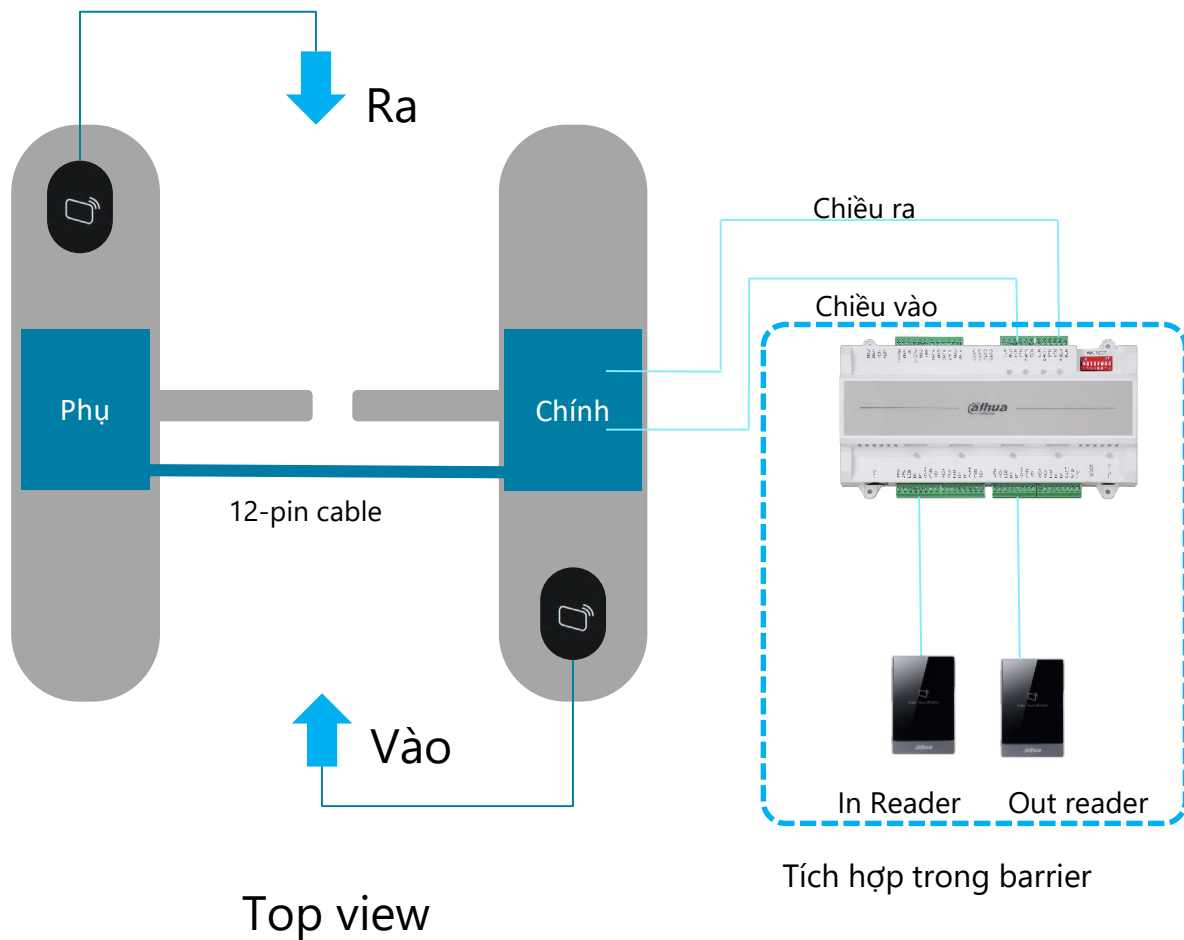 Ra
Chiều ra
Chiều vào
Phụ
Chính
alhua
12-pin cable
Vào
In Reader
Out reader
Tích hợp trong barrier
Top view